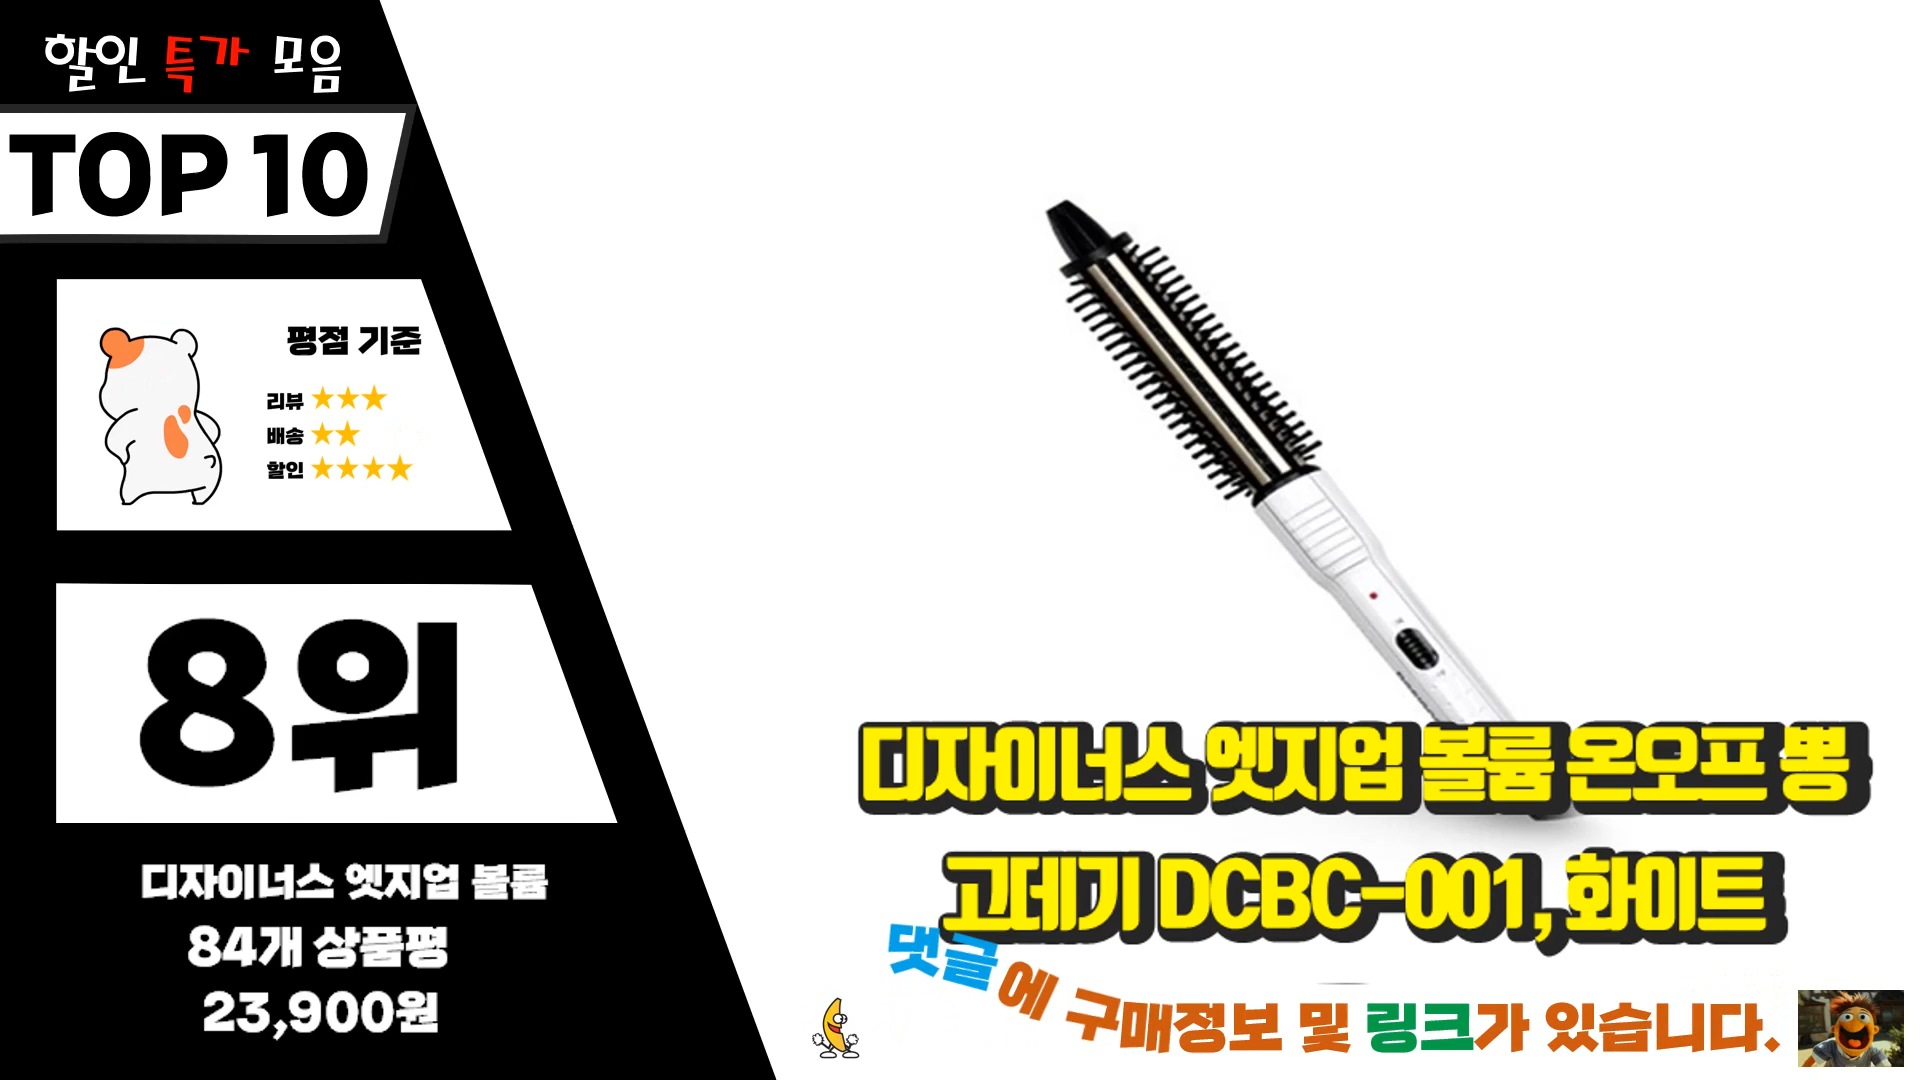 할인 특가 모음
TOP 10
평점 기준
리뷰 ★★★
배송 ★★
할인 ★★★★
8위
디자이너스 엣지업 볼륨
84개 상품평
23,900원
디자이너스 엣지업 볼륨 온오프 뽕
고데기 DCBC-001, 화이트
댓글에 구매정보 및 링크가 있습니다.